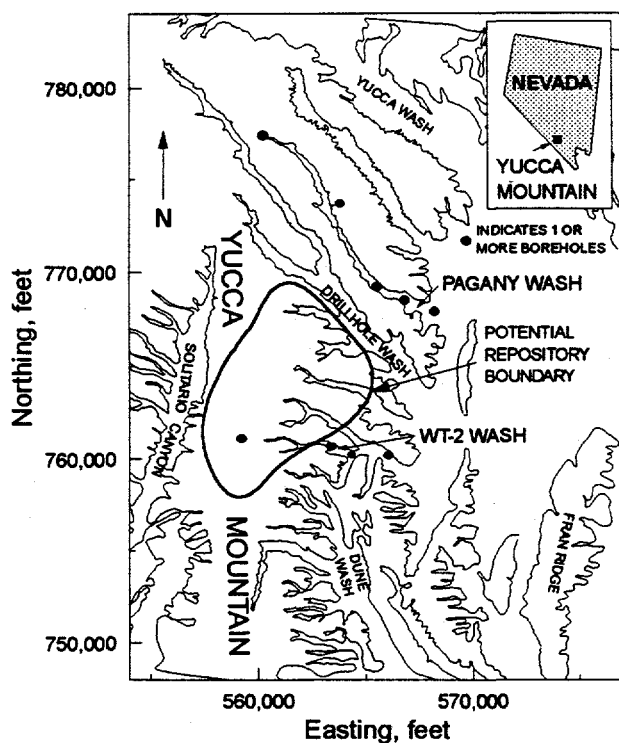 780,000
770,000
760,000
750,000
Northing, feet
560,000
570,000
Easting, feet
N
YUCCA
MOUNTAIN
SOLITARIO
CANYON
YUCCA WASH
DRILLHOLE WASH
DUNE
WASH
FRAN RIDGE
NEVADA
YUCCA
MOUNTAIN
INDICATES 1 OR
MORE BOREHOLES
PAGANY WASH
POTENTIAL
REPOSITORY
BOUNDARY
WT-2 WASH